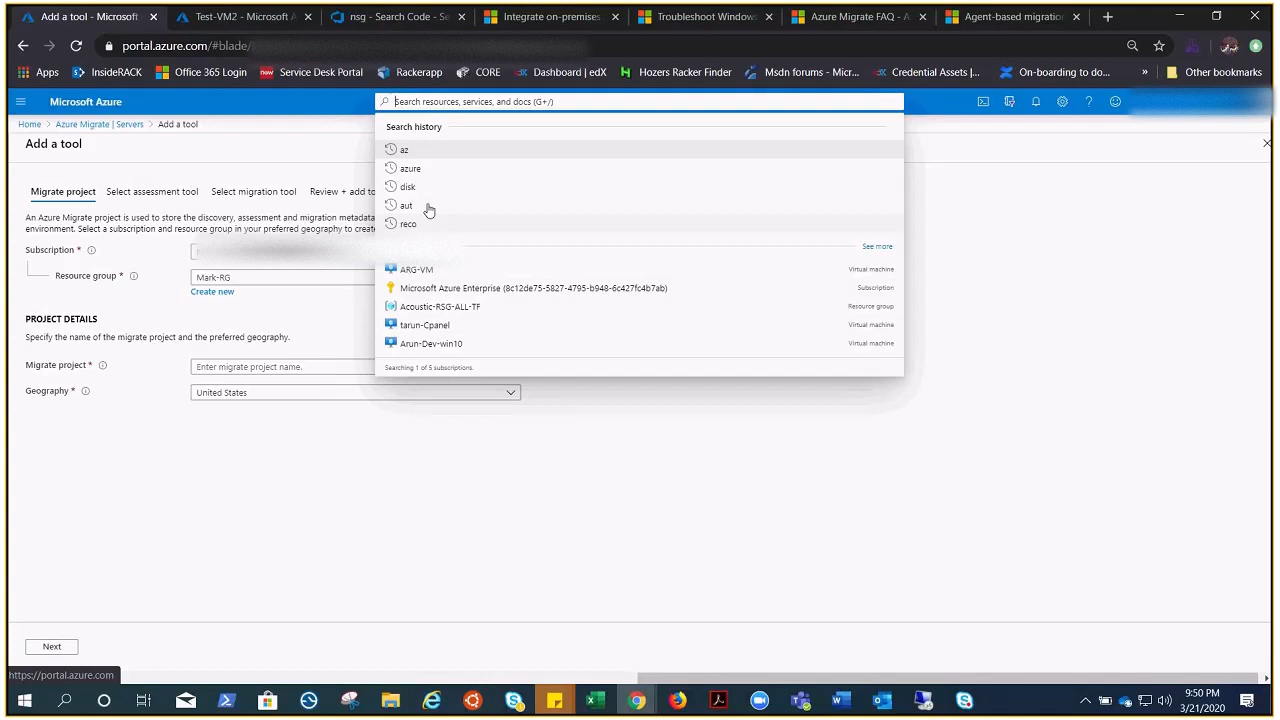 Add a tool - Microsoft
Test-VM2 - Microsoft A
nsg - Search Code - S
Integrate on-premises
Troubleshoot Windows
Azure Migrate FAQ - A
Agent-based migration
portal.azure.com/#blade/
Apps
InsideRACK
Office 365 Login
Service Desk Portal
Rackerapp
CORE
Dashboard | edX
Hozers Racker Finder
Msdn forums - Micr...
Credential Assets,...
On-boarding to do...
»
Other bookmarks
Microsoft Azure
Search resources, services, and docs (G+/)
Home > Azure Migrate | Servers > Add a tool
Add a tool
Search history
az
azure
disk
aut
reco
See more
ARG-VM Virtual machine
Microsoft Azure Enterprise (8c12de75-5827-4795-b948-6c427fc4b7ab) Subscription
Acoustic-RSG-ALL-TF Resource group
tarun-Cpanel Virtual machine
Arun-Dev-win10 Virtual machine
Searching 1 of 5 subscriptions.
Migrate project Select assessment tool Select migration tool Review + add to
An Azure Migrate project is used to store the discovery, assessment and migration metadata
environment. Select a subscription and resource group in your preferred geography to create
Subscription *
Resource group * Mark-RG
Create new
PROJECT DETAILS
Specify the name of the migrate project and the preferred geography.
Migrate project * Enter migrate project name.
Geography * United States
Next
https://portal.azure.com
9:50 PM
3/21/2020